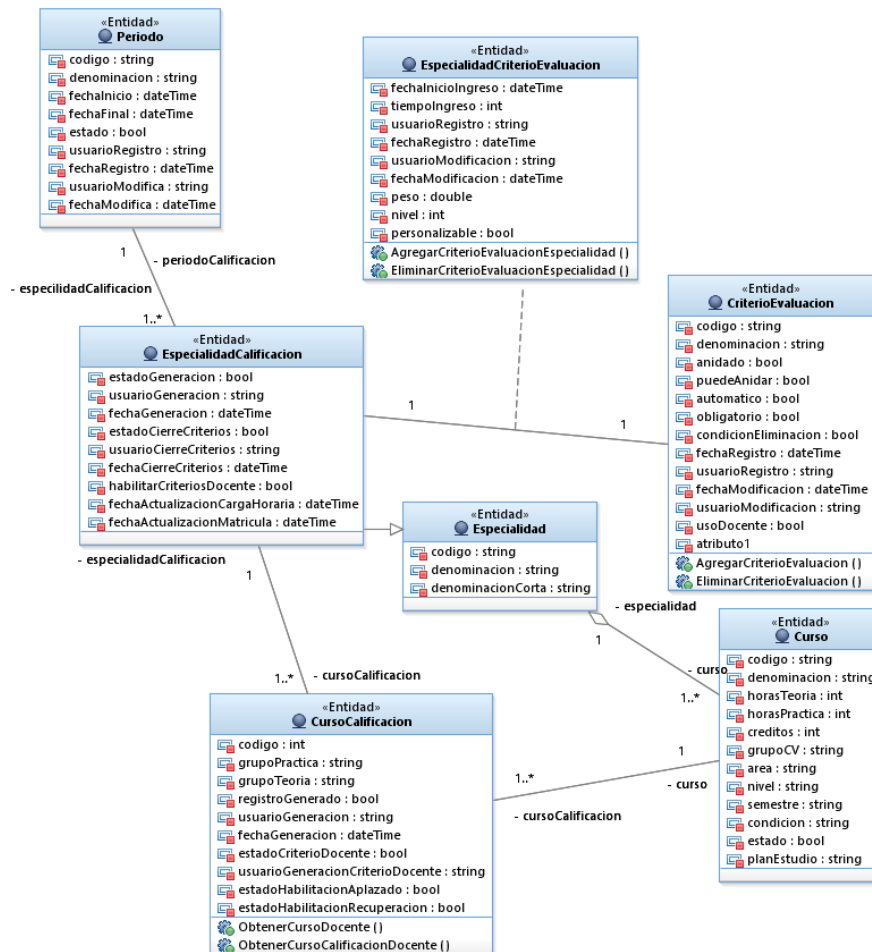 «Entidad»
Periodo
codigo : string
denominacion : string
fechaInicio : dateTime
fechaFinal : dateTime
estado : bool
usuarioRegistro : string
fechaRegistro : dateTime
usuarioModifica : string
fechaModifica : dateTime
«Entidad»
EspecialidadCriterioEvaluacion
fechaInicioIngreso : dateTime
tiempoIngreso : int
usuarioRegistro : string
fechaRegistro : dateTime
usuarioModificacion : string
fechaModificacion : dateTime
peso : double
nivel : int
personalizable : bool
AgregarCriterioEvaluacionEspecialidad ()
EliminarCriterioEvaluacionEspecialidad ()
1
- periodoCalificacion
- especilidadCalificacion
1..*
«Entidad»
EspecialidadCalificacion
estadoGeneracion : bool
usuarioGeneracion : string
fechaGeneracion : dateTime
estadoCierreCriterios : bool
usuarioCierreCriterios : string
fechaCierreCriterios : dateTime
habilitarCriteriosDocente : bool
fechaActualizacionCargaHoraria : dateTime
fechaActualizacionMatricula : dateTime
1
1
«Entidad»
CriterioEvaluacion
codigo : string
denominacion : string
anidado : bool
puedeAnidar : bool
automatico : bool
obligatorio : bool
condicionEliminacion : bool
fechaRegistro : dateTime
usuarioRegistro : string
fechaModificacion : dateTime
usuarioModificacion : string
usoDocente : bool
atributo1
AgregarCriterioEvaluacion ()
EliminarCriterioEvaluacion ()
«Entidad»
Especialidad
codigo : string
denominacion : string
denominacionCorta : string
- especialidadCalificacion
1
- especialidad
1
- curso
1..*
«Entidad»
Curso
codigo : string
denominacion : string
horasTeoria : int
horasPractica : int
creditos : int
grupoCV : string
area : string
nivel : string
semestre : string
condicion : string
estado : bool
planEstudio : string
- cursoCalificacion
1..*
«Entidad»
CursoCalificacion
codigo : int
grupoPractica : string
grupoTeoria : string
registroGenerado : bool
usuarioGeneracion : string
fechaGeneracion : dateTime
estadoCriterioDocente : bool
usuarioGeneracionCriterioDocente : string
estadoHabilitacionAplazado : bool
estadoHabilitacionRecuperacion : bool
ObtenerCursoDocente ()
ObtenerCursoCalificacionDocente ()
1
- curso
1..*
- cursoCalificacion